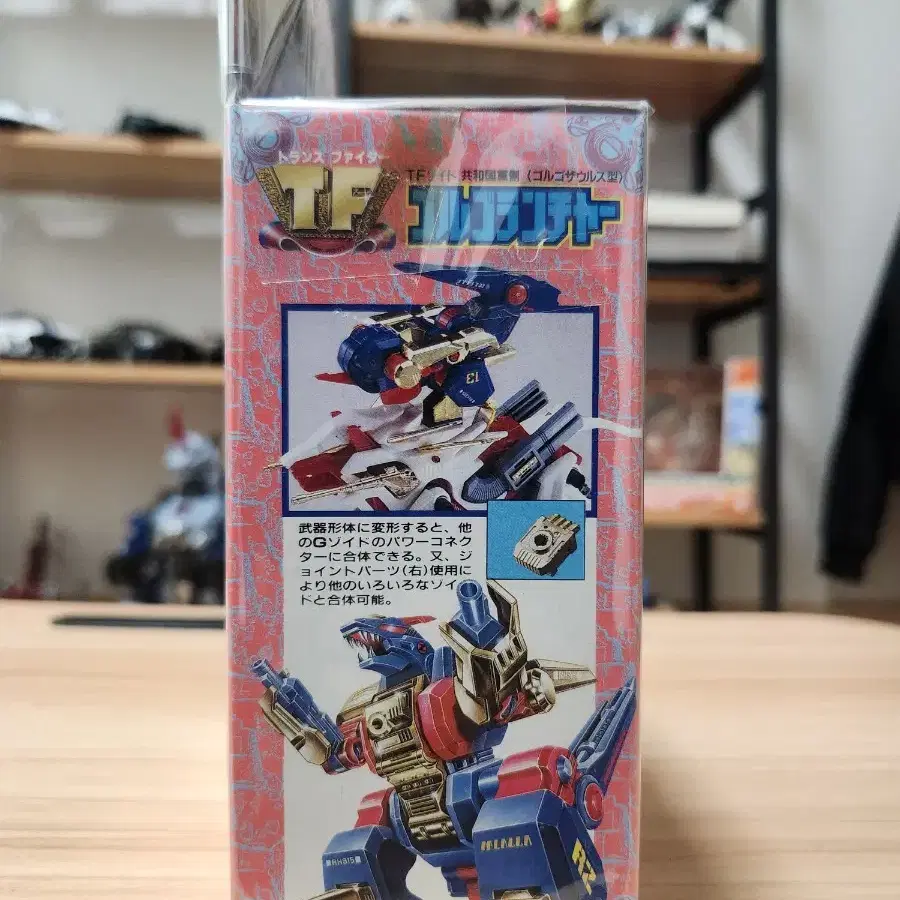 トランス ファイター
TF
TFゾイド 共和国軍側 (ゴルゴザウルス型)
ゴルゴランチャー
13
武器形体に変形すると、他
のGゾイドのパワーコネク
ターに合体できる。又、ジ
ョイントパーツ(右)使用に
より他のいろいろなゾイ
ドと合体可能。
RH815